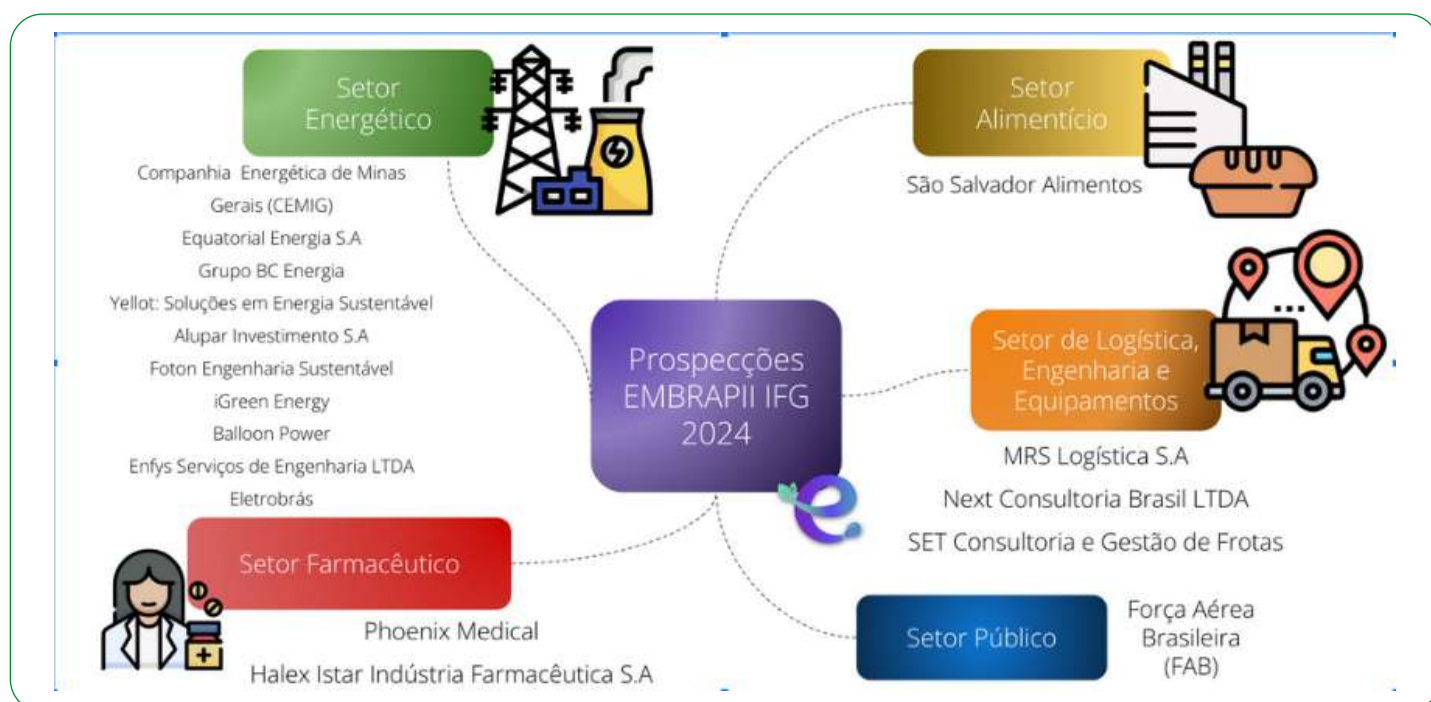 Setor
Energético
Companhia Energética de Minas
Gerais (CEMIG)
Equatorial Energia S.A
Grupo BC Energia
Yellot: Soluções em Energia Sustentável
Alupar Investimento S.A
Foton Engenharia Sustentável
iGreen Energy
Balloon Power
Enfys Serviços de Engenharia LTDA
Eletrobrás
Setor Farmacêutico
Phoenix Medical
Halex Istar Indústria Farmacêutica S.A
Prospecções
EMBRAPII IFG
2024
Setor
Alimentício
São Salvador Alimentos
Setor de Logística,
Engenharia e
Equipamentos
MRS Logística S.A
Next Consultoria Brasil LTDA
SET Consultoria e Gestão de Frotas
Setor Público
Força Aérea
Brasileira
(FAB)